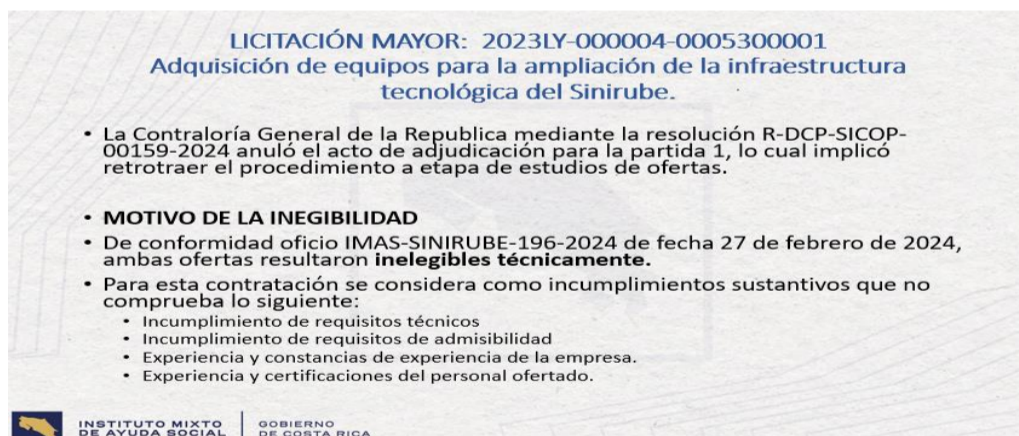 LICITACIÓN MAYOR: 2023LY-000004-0005300001
Adquisición de equipos para la ampliación de la infraestructura
tecnológica del Sinirube.
• La Contraloría General de la Republica mediante la resolución R-DCP-SICOP-
00159-2024 anuló el acto de adjudicación para la partida 1, lo cual implicó
retrotraer el procedimiento a etapa de estudios de ofertas.
• MOTIVO DE LA INEGIBILIDAD
• De conformidad oficio IMAS-SINIRUBE-196-2024 de fecha 27 de febrero de 2024,
ambas ofertas resultaron inelegibles técnicamente.
• Para esta contratación se considera como incumplimientos sustantivos que no
comprueba lo siguiente:
• Incumplimiento de requisitos técnicos
• Incumplimiento de requisitos de admisibilidad
• Experiencia y constancias de experiencia de la empresa.
• Experiencia y certificaciones del personal ofertado.
INSTITUTO MIXTO
DE AYUDA SOCIAL
GOBIERNO
DE COSTA RICA